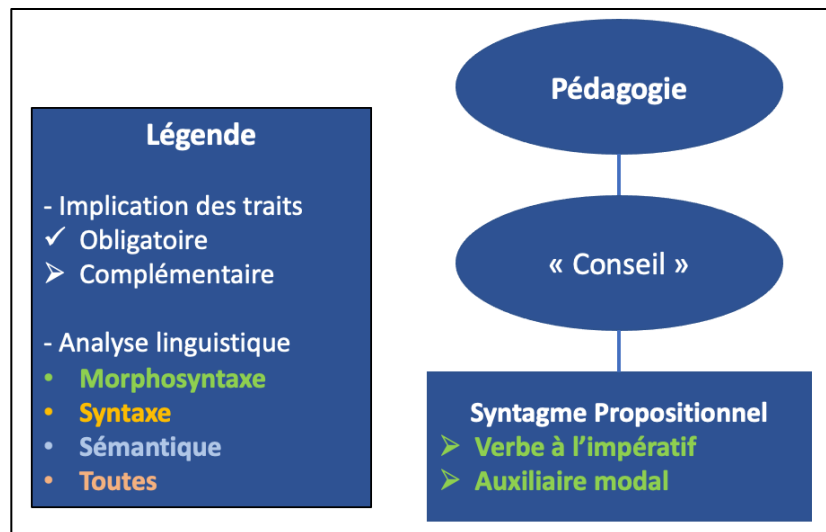 Légende
- Implication des traits
✓ Obligatoire
➢ Complémentaire
- Analyse linguistique
• Morphosyntaxe
• Syntaxe
• Sémantique
• Toutes
Pédagogie
« Conseil »
Syntagme Propositionnel
➢ Verbe à l’impératif
➢ Auxiliaire modal